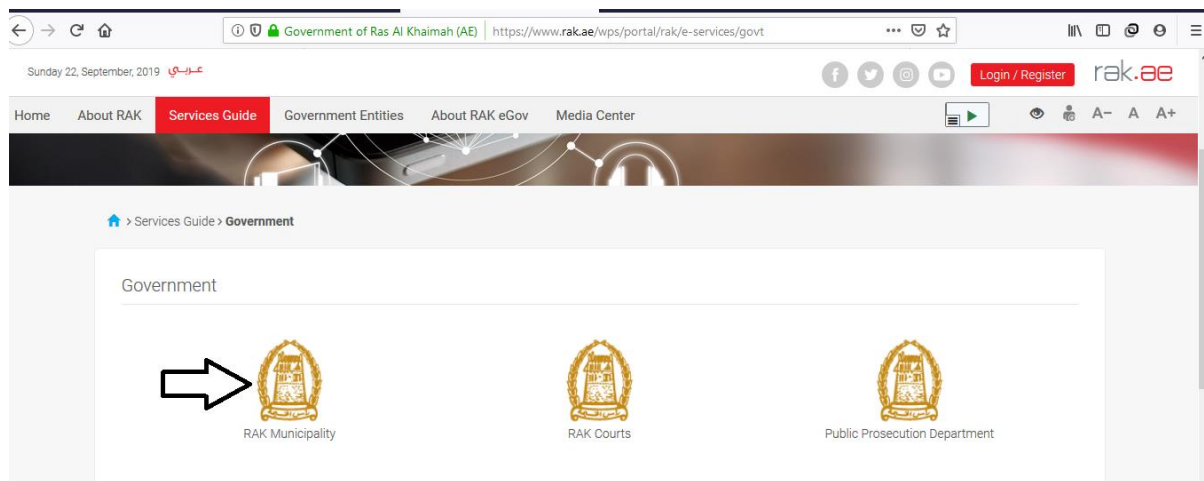 Government of Ras Al Khaimah (AE) https://www.rak.ae/wps/portal/rak/e-services/govt
Sunday 22, September, 2019 عـربـي
Login / Register rak.ae
Home About RAK Services Guide Government Entities About RAK eGov Media Center A- A A+
> Services Guide > Government
Government
RAK Municipality RAK Courts Public Prosecution Department